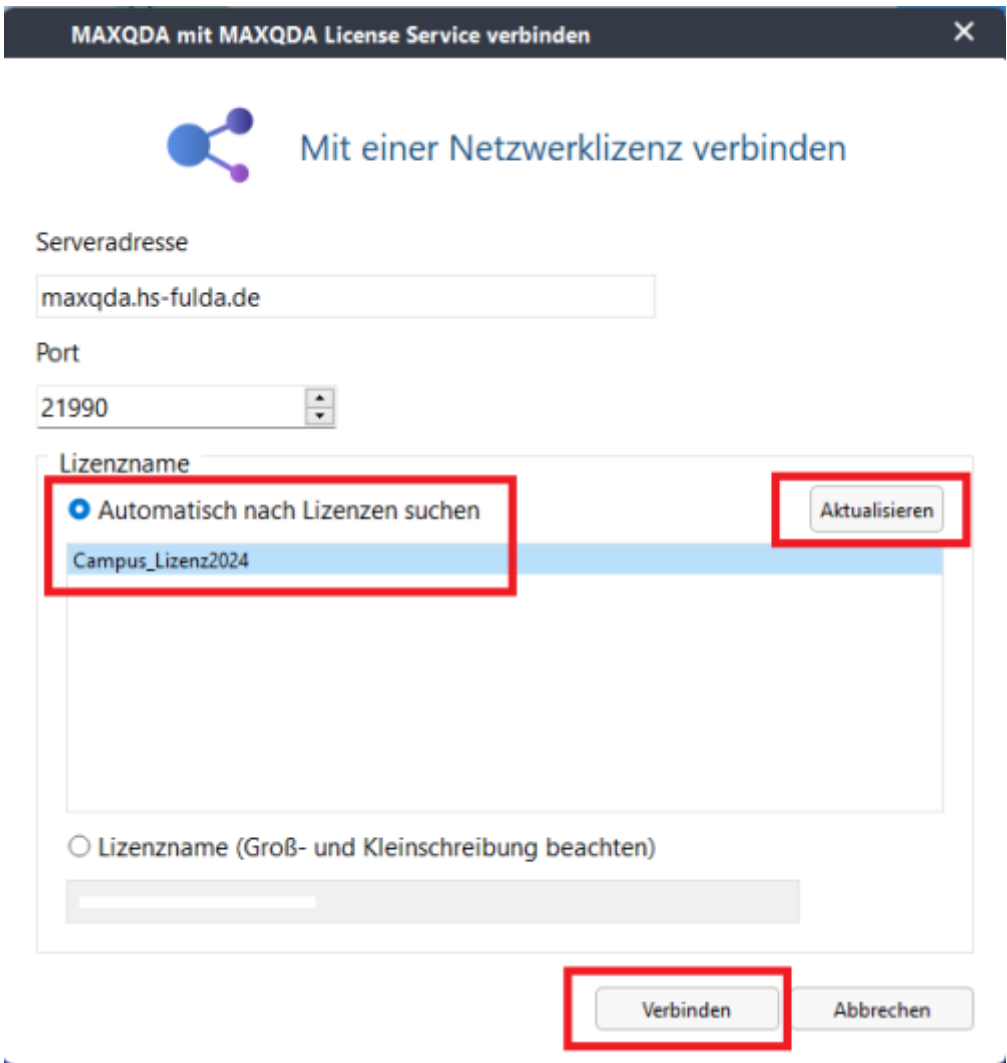 MAXQDA mit MAXQDA License Service verbinden
Mit einer Netzwerklizenz verbinden
Serveradresse
maxqda.hs-fulda.de
Port
21990
Lizenzname
Automatisch nach Lizenzen suchen
Aktualisieren
Campus_Lizenz2024
Lizenzname (Groß- und Kleinschreibung beachten)
Verbinden
Abbrechen